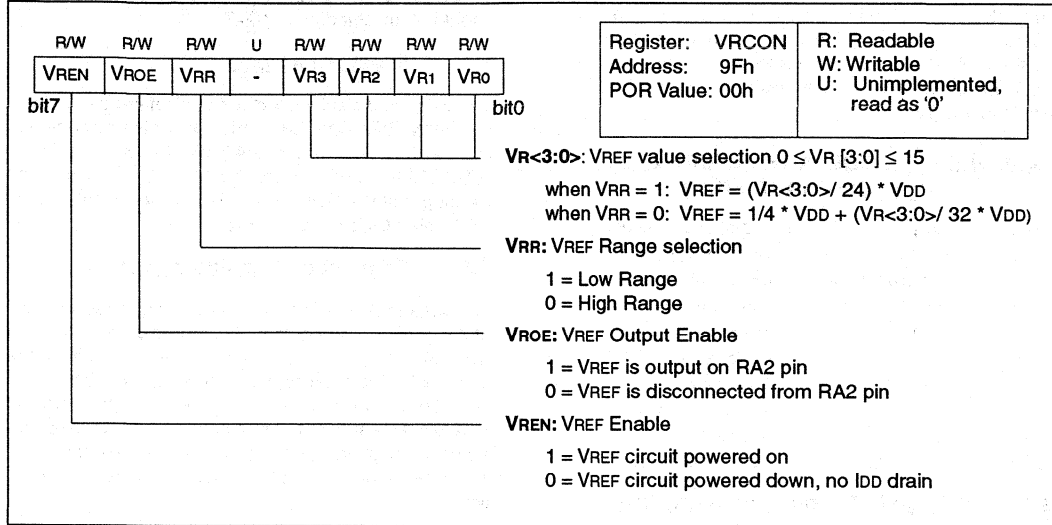 R/W R/W R/W U R/W R/W R/W R/W
VREN VROE VRR - VR3 VR2 VR1 VR0
bit7 bit0
Register: VRCON
Address: 9Fh
POR Value: 00h
R: Readable
W: Writable
U: Unimplemented,
read as '0'
VR<3:0>: VREF value selection 0 ≤ VR [3:0] ≤ 15
when VRR = 1: VREF = (VR<3:0>/ 24) * VDD
when VRR = 0: VREF = 1/4 * VDD + (VR<3:0>/ 32 * VDD)
VRR: VREF Range selection
1 = Low Range
0 = High Range
VROE: VREF Output Enable
1 = VREF is output on RA2 pin
0 = VREF is disconnected from RA2 pin
VREN: VREF Enable
1 = VREF circuit powered on
0 = VREF circuit powered down, no IDD drain